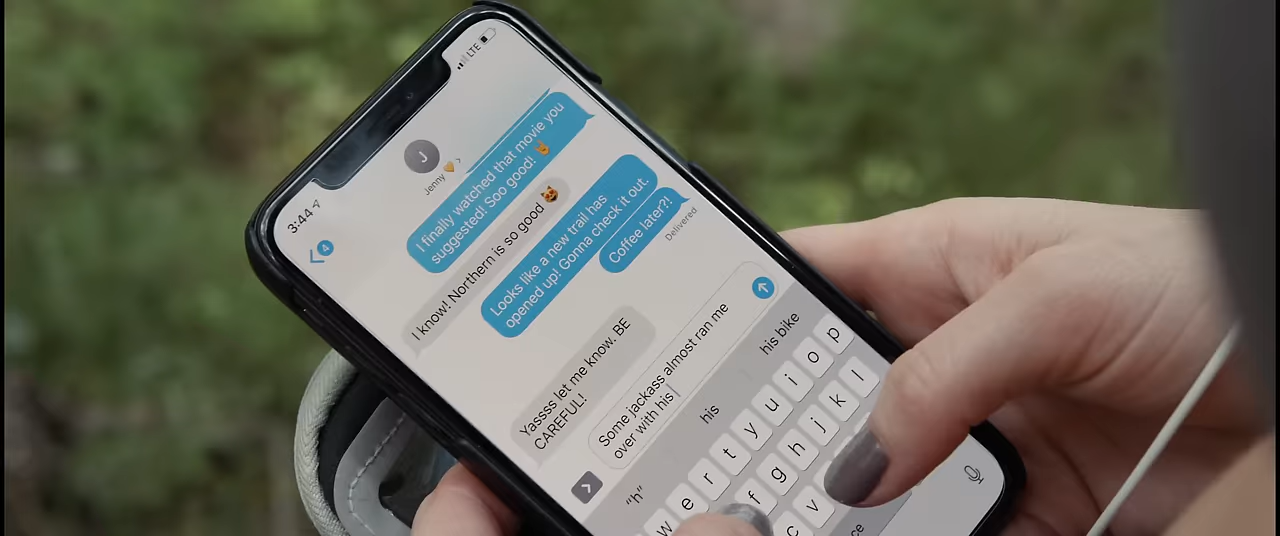 3:44
LTE
4
J
Jenny 💛 >
I finally watched that movie you
suggested! Soo good! 🤘
I know! Northern is so good 😍
Looks like a new trail has
opened up! Gonna check it out.
Coffee later?!
Delivered
Yassss let me know. BE
CAREFUL!
Some jackass almost ran me
over with his
"h"
his
his bike
w e r t y u i o p
f g h j k l
c v
ce